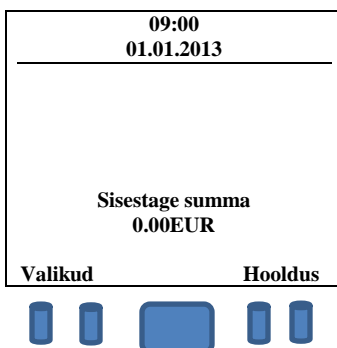 09:00
01.01.2013
Sisestage summa
0.00EUR
Valikud Hooldus